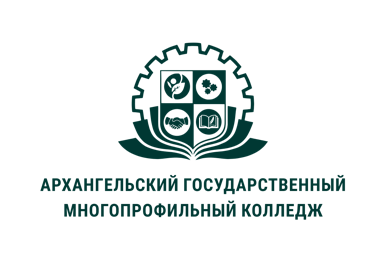 АРХАНГЕЛЬСКИЙ ГОСУДАРСТВЕННЫЙ
МНОГОПРОФИЛЬНЫЙ КОЛЛЕДЖ